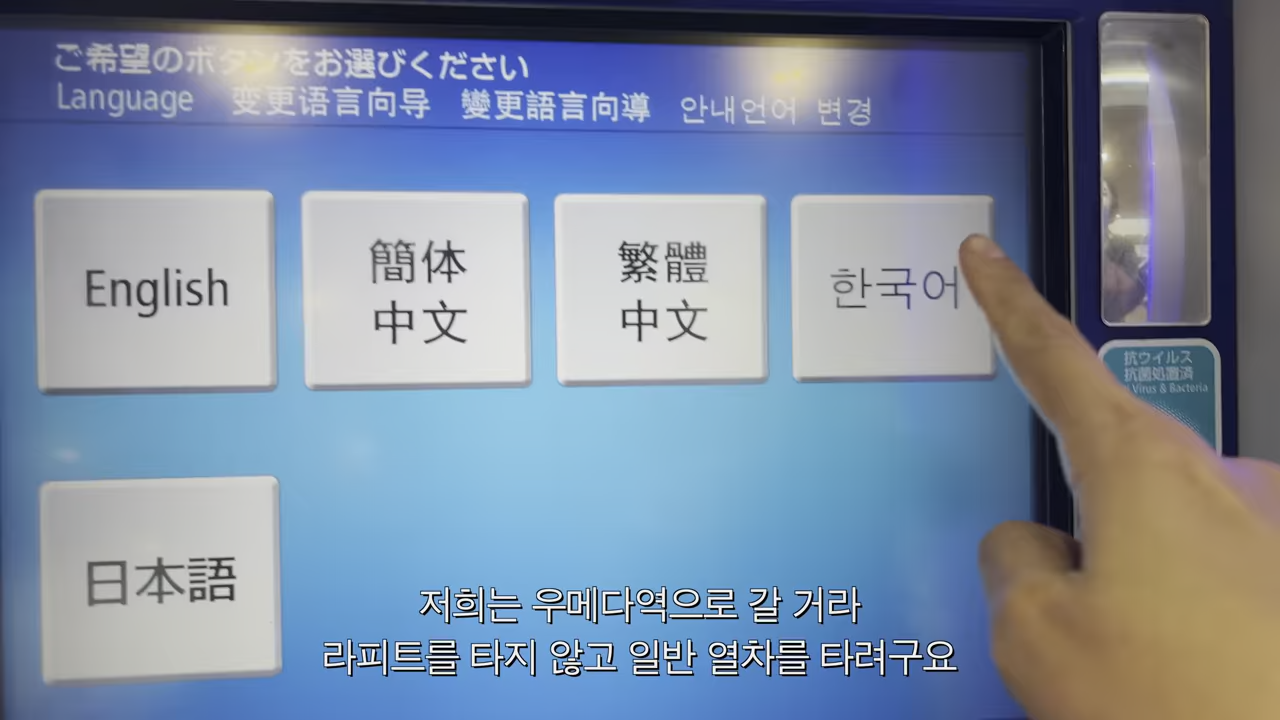 ご希望のボタンをお選びください
Language 变更语言向导 變更語言向導 안내언어 변경
English
簡体
中文
繁體
中文
한국어
抗ウイルス
抗菌処置済
Virus & Bacteria
日本語
저희는 우메다역으로 갈 거라
라피트를 타지 않고 일반 열차를 타려구요